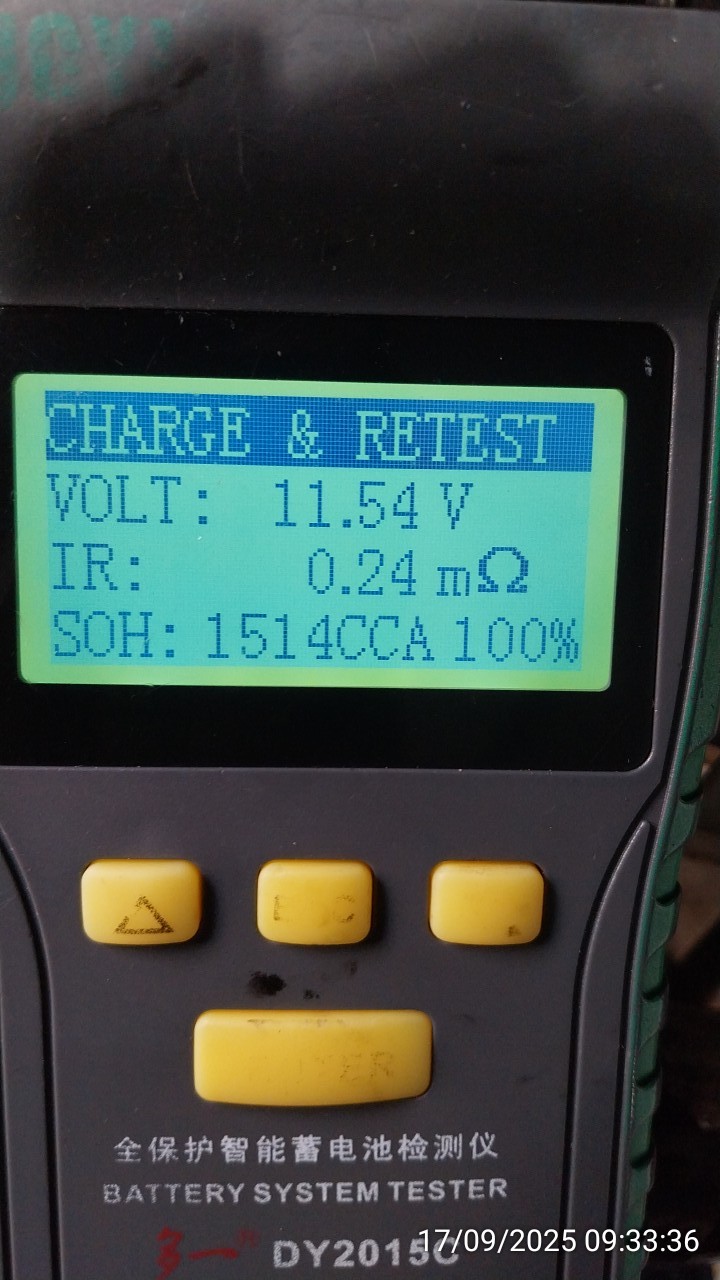 CHARGE & RETEST
VOLT: 11.54 V
IR: 0.24 mΩ
SOH: 1514CCA 100%
全保护智能蓄电池检测仪
BATTERY SYSTEM TESTER
DY2015C
17/09/2025 09:33:36